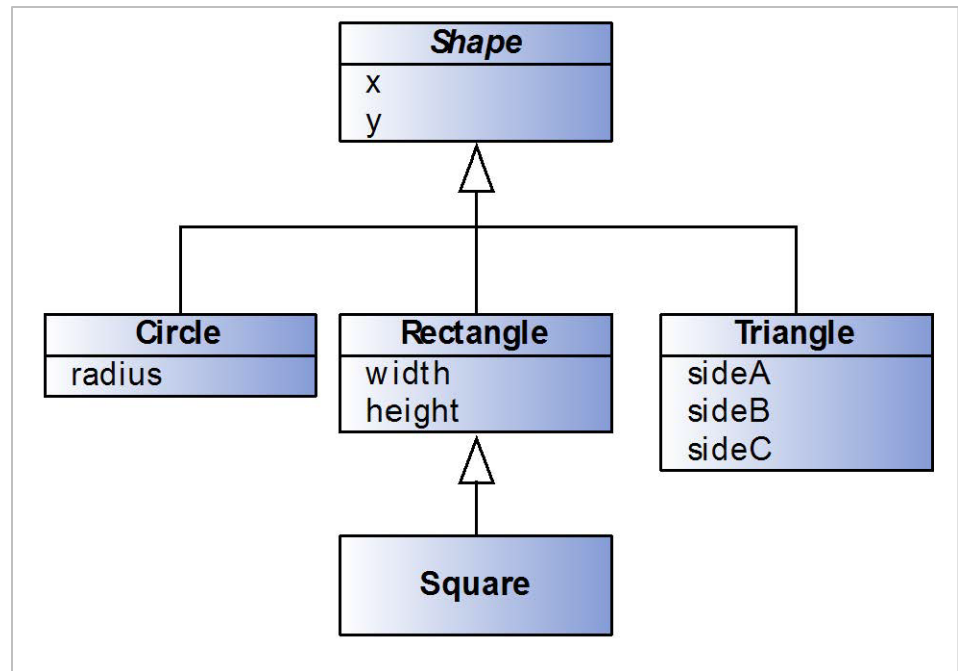 Shape
x
y
Circle
radius
Rectangle
width
height
Triangle
sideA
sideB
sideC
Square